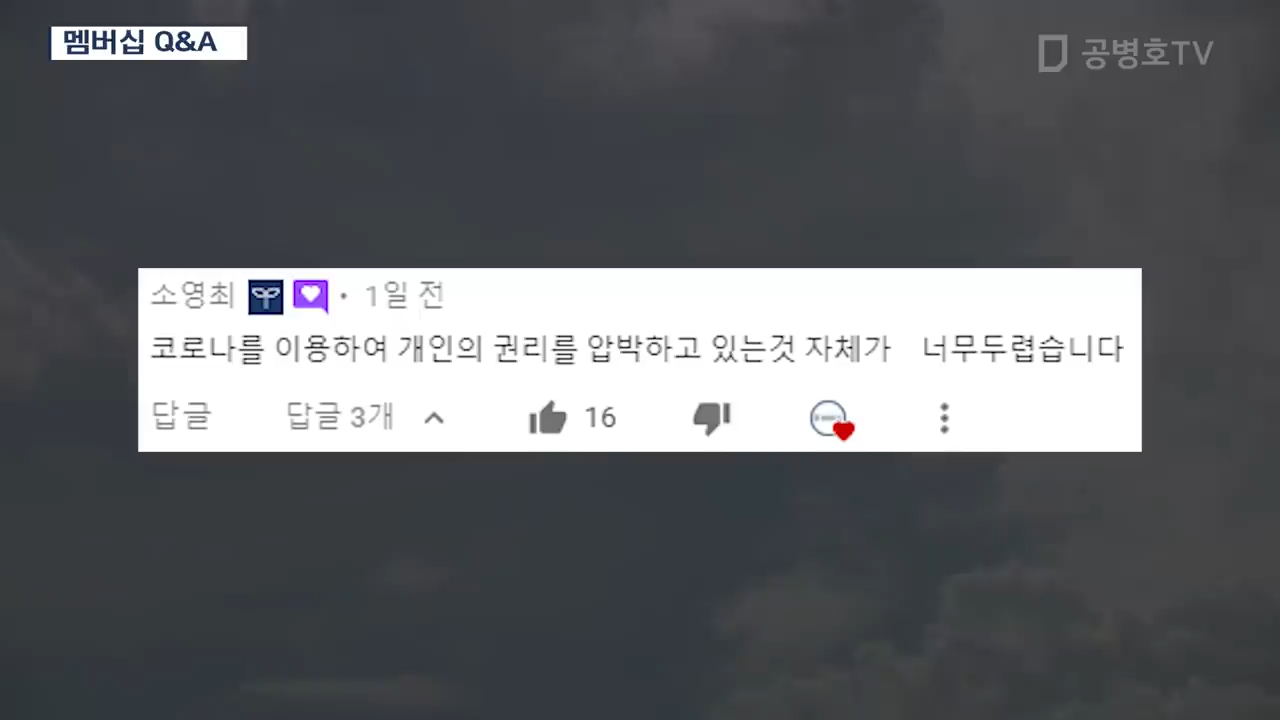 멤버십 Q&A
공병호TV
소영최 • 1일 전
코로나를 이용하여 개인의 권리를 압박하고 있는것 자체가 너무두렵습니다
답글 답글 3개 16